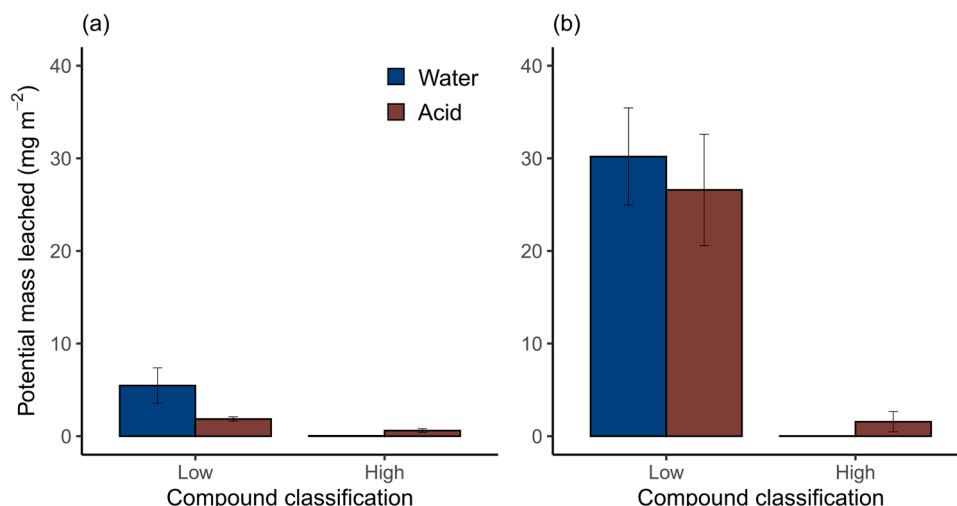 (a)
(b)
Potential mass leached (mg m⁻²)
40
30
20
10
0
Water
Acid
Low
High
Compound classification
40
30
20
10
0
Low
High
Compound classification